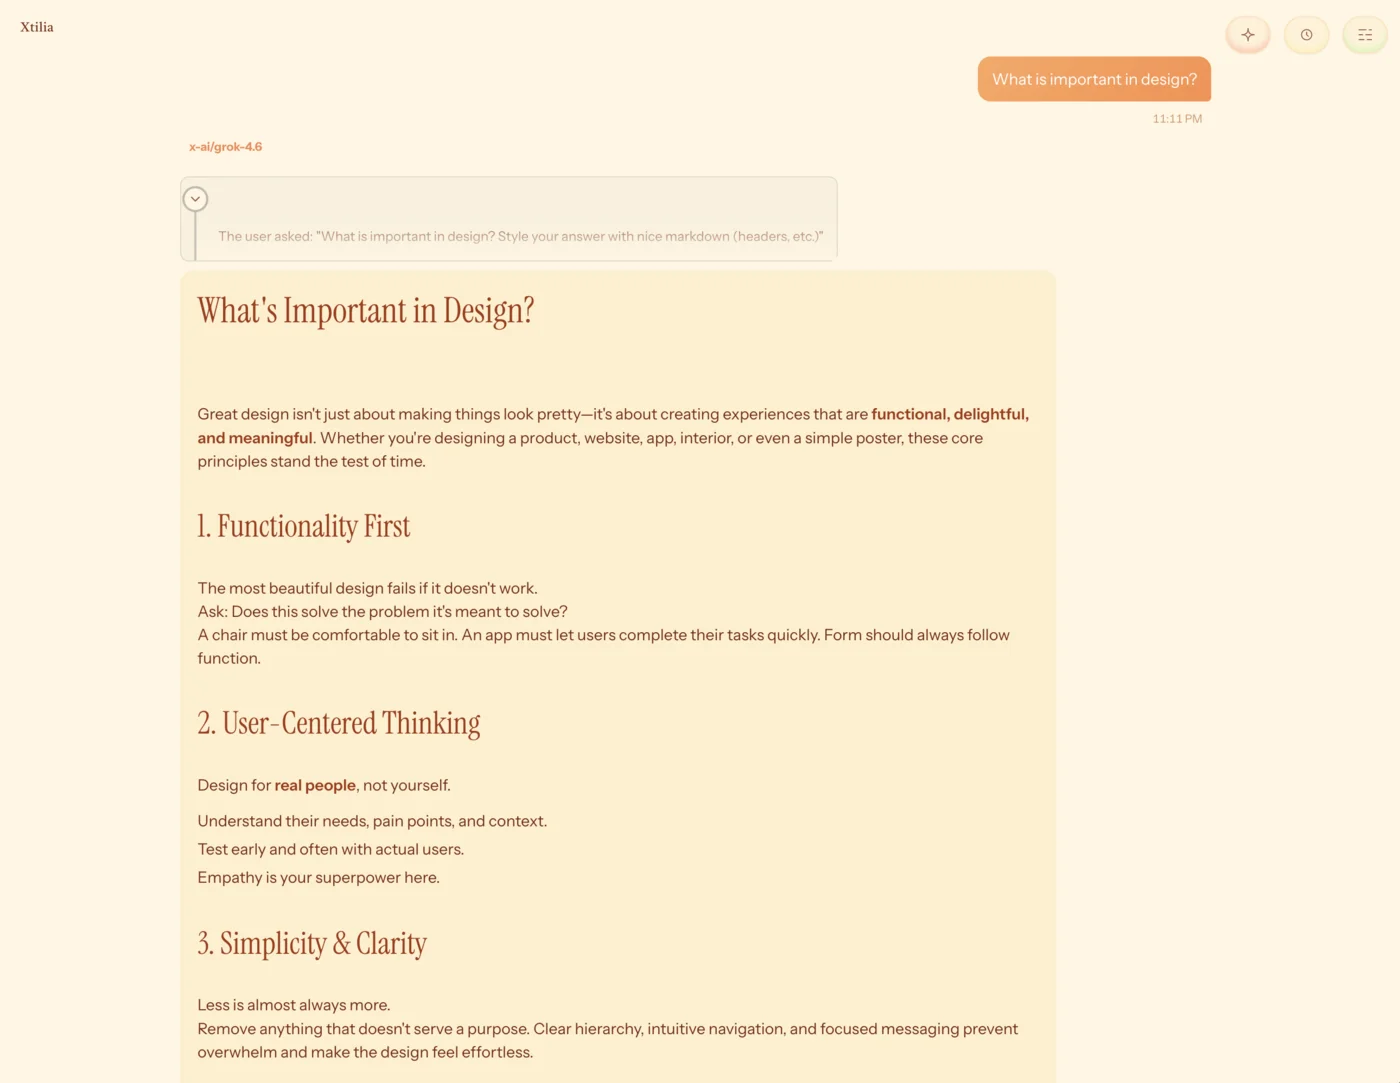 Xtilia
What is important in design?
11:11 PM
x-ai/grok-4.6
The user asked: "What is important in design? Style your answer with nice markdown (headers, etc.)"
What's Important in Design?
Great design isn't just about making things look pretty—it's about creating experiences that are functional, delightful,
and meaningful. Whether you're designing a product, website, app, interior, or even a simple poster, these core
principles stand the test of time.
1. Functionality First
The most beautiful design fails if it doesn't work.
Ask: Does this solve the problem it's meant to solve?
A chair must be comfortable to sit in. An app must let users complete their tasks quickly. Form should always follow
function.
2. User-Centered Thinking
Design for real people, not yourself.
Understand their needs, pain points, and context.
Test early and often with actual users.
Empathy is your superpower here.
3. Simplicity & Clarity
Less is almost always more.
Remove anything that doesn't serve a purpose. Clear hierarchy, intuitive navigation, and focused messaging prevent
overwhelm and make the design feel effortless.